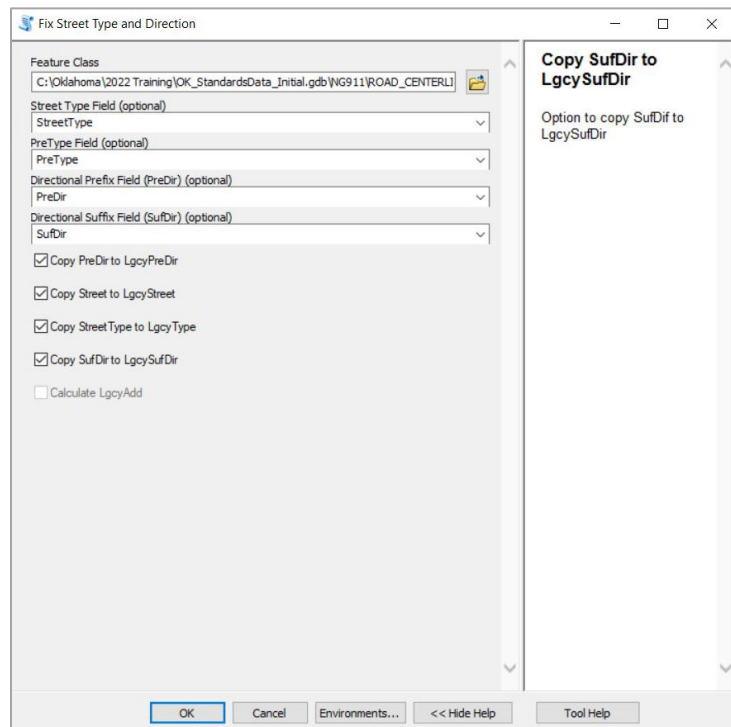 Fix Street Type and Direction
Feature Class
C:\Oklahoma\2022 Training\OK_StandardsData_Initial.gdb\NG911\ROAD_CENTERLI
Street Type Field (optional)
StreetType
PreType Field (optional)
PreType
Directional Prefix Field (PreDir) (optional)
PreDir
Directional Suffix Field (SufDir) (optional)
SufDir
Copy PreDir to LgcyPreDir
Copy Street to LgcyStreet
Copy StreetType to LgcyType
Copy SufDir to LgcySufDir
Calculate LgcyAdd
Copy SufDir to
LgcySufDir
Option to copy SufDif to
LgcySufDir
OK
Cancel
Environments...
<< Hide Help
Tool Help